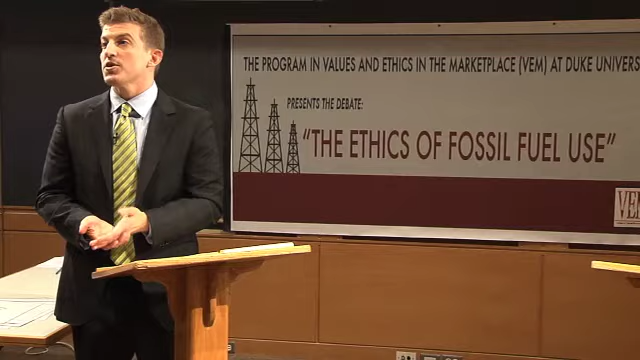 THE PROGRAM IN VALUES AND ETHICS IN THE MARKETPLACE (VEM) AT DUKE UNIVERS
PRESENTS THE DEBATE:
"THE ETHICS OF FOSSIL FUEL USE"
VEM